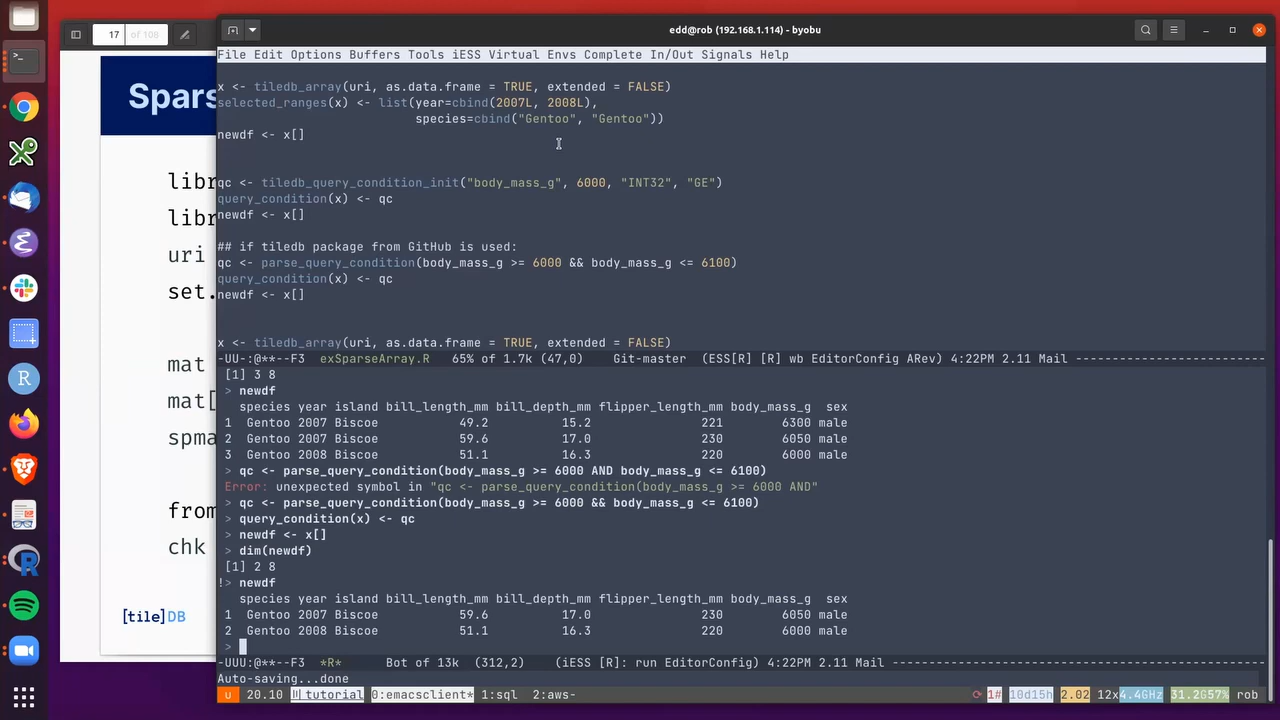 17 of 108
edd@rob (192.168.1.114) - byobu
File Edit Options Buffers Tools iESS Virtual Envs Complete In/Out Signals Help
x <- tiledb_array(uri, as.data.frame = TRUE, extended = FALSE)
selected_ranges(x) <- list(year=cbind(2007L, 2008L),
species=cbind("Gentoo", "Gentoo"))
newdf <- x[]
qc <- tiledb_query_condition_init("body_mass_g", 6000, "INT32", "GE")
query_condition(x) <- qc
newdf <- x[]
## if tiledb package from GitHub is used:
qc <- parse_query_condition(body_mass_g >= 6000 && body_mass_g <= 6100)
query_condition(x) <- qc
newdf <- x[]
x <- tiledb_array(uri, as.data.frame = TRUE, extended = FALSE)
-UU-:@**--F3 exSparseArray.R 65% of 1.7k (47,0) Git-master (ESS[R] [R] wb EditorConfig ARev) 4:22PM 2.11 Mail -----------------------------------------------
[1] 3 8
> newdf
species year island bill_length_mm bill_depth_mm flipper_length_mm body_mass_g sex
1 Gentoo 2007 Biscoe 49.2 15.2 221 6300 male
2 Gentoo 2007 Biscoe 59.6 17.0 230 6050 male
3 Gentoo 2008 Biscoe 51.1 16.3 220 6000 male
> qc <- parse_query_condition(body_mass_g >= 6000 AND body_mass_g <= 6100)
Error: unexpected symbol in "qc <- parse_query_condition(body_mass_g >= 6000 AND"
> qc <- parse_query_condition(body_mass_g >= 6000 && body_mass_g <= 6100)
> query_condition(x) <- qc
> newdf <- x[]
> dim(newdf)
[1] 2 8
!> newdf
species year island bill_length_mm bill_depth_mm flipper_length_mm body_mass_g sex
1 Gentoo 2007 Biscoe 59.6 17.0 230 6050 male
2 Gentoo 2008 Biscoe 51.1 16.3 220 6000 male
>
-UUU:@**--F3 *R* Bot of 13k (312,2) (iESS [R]: run EditorConfig) 4:22PM 2.11 Mail -----------------------------------------------
Auto-saving...done
u 20.10 tutorial 0:emacsclient* 1:sql 2:aws- 1# 10d15h 2.02 12x4.4GHz 31.2G57% rob
Spars
libr
libr
uri
set.
mat
mat[
spma
from
chk
[tile]DB